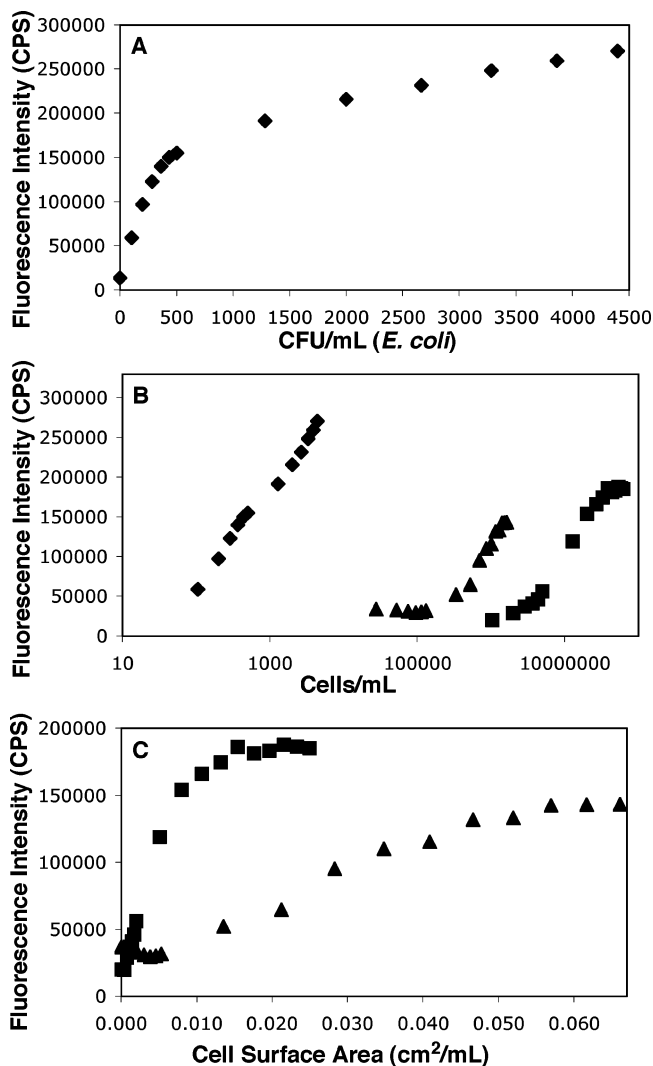 A
Fluorescence Intensity (CPS)
300000
250000
200000
150000
100000
50000
0
0 500 1000 1500 2000 2500 3000 3500 4000 4500
CFU/mL (E. coli)
B
Fluorescence Intensity (CPS)
300000
250000
200000
150000
100000
50000
0
10 1000 100000 10000000
Cells/mL
C
Fluorescence Intensity (CPS)
200000
150000
100000
50000
0
0.000 0.010 0.020 0.030 0.040 0.050 0.060
Cell Surface Area (cm²/mL)